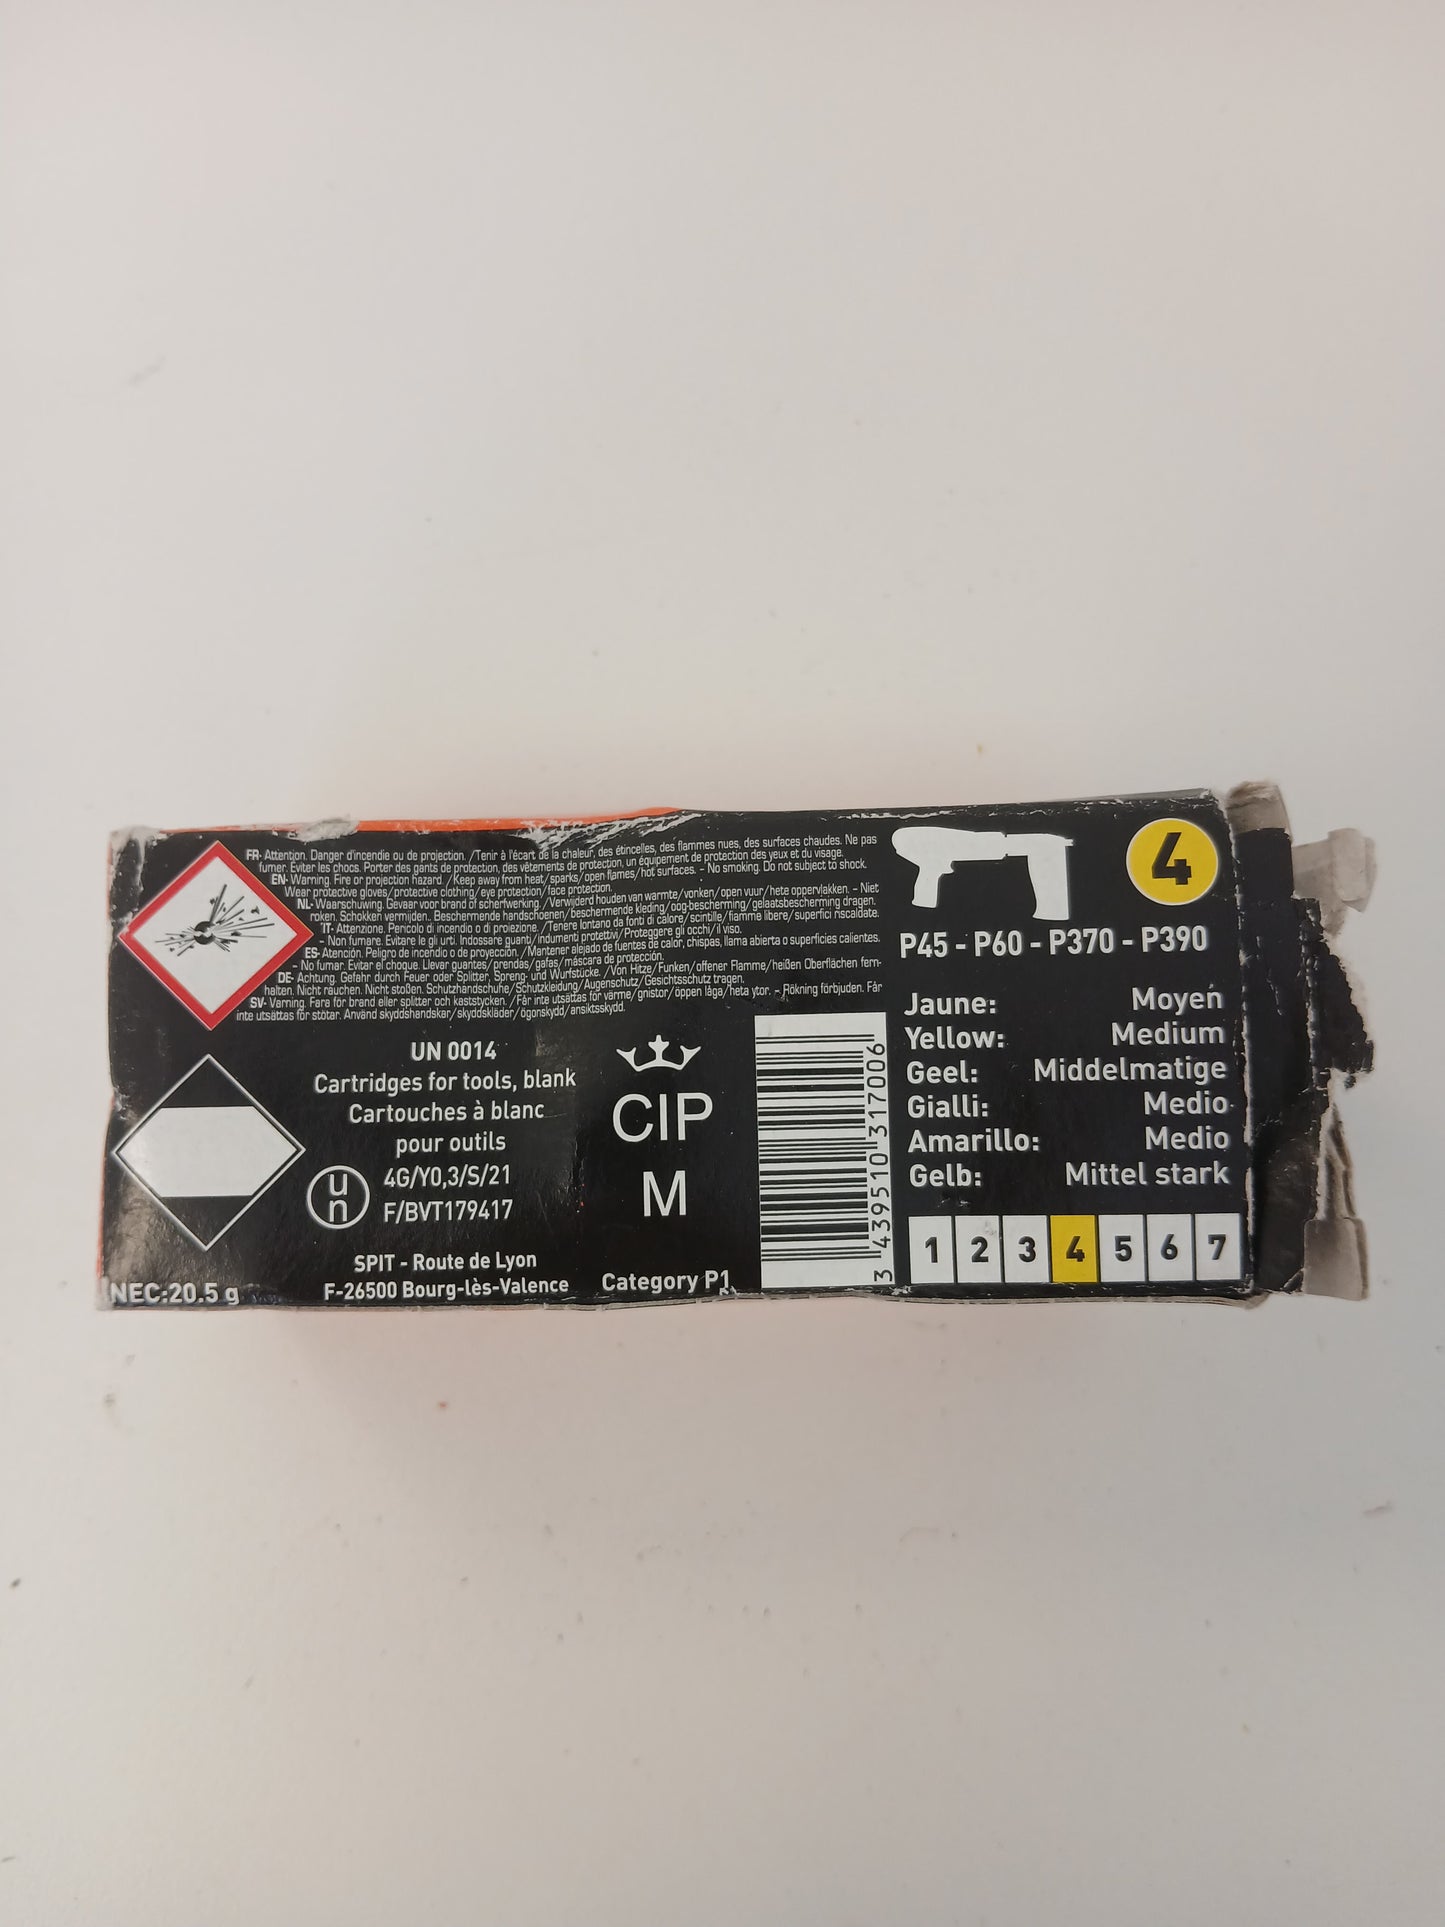 FR- Attention. Danger d'incendie ou de projection. /Tenir à l'écart de la chaleur, des étincelles, des flammes nues, des surfaces chaudes. Ne pas
fumer. Eviter les chocs. Porter des gants de protection, des vêtements de protection, un équipement de protection des yeux et du visage.
EN- Warning. Fire or projection hazard. /Keep away from heat/sparks/open flames/hot surfaces. - No smoking. Do not subject to shock.
Wear protective gloves/protective clothing/eye protection/face protection.
NL- Waarschuwing. Gevaar voor brand of scherfwerking. /Verwijderd houden van warmte/vonken/open vuur/hete oppervlakken. - Niet
roken. Schokken vermijden.. Beschermende handschoenen/beschermende kleding/oog-bescherming/gelaatsbescherming dragen.
IT- Attenzione. Pericolo di incendio o di proiezione. /Tenere lontano da fonti di calore/scintille/fiamme libere/superfici riscaldate.
- Non fumare. Evitare le gli urti. Indossare guanti/indumenti protettivi/Proteggere gli occhi/il viso.
ES- Atención. Peligro de incendio o de proyección. /Mantener alejado de fuentes de calor, chispas, llama abierta o superficies calientes.
- No fumar. Evitar el choque. Llevar guantes/prendas/gafas/máscara de protección.
DE- Achtung. Gefahr durch Feuer oder Splitter, Spreng- und Wurfstücke. /Von Hitze/Funken/offener Flamme/heißen Oberflächen fern-
halten. Nicht rauchen. Nicht stoßen. Schutzhandschuhe/Schutzkleidung/Augenschutz/Gesichtsschutz tragen.
SV- Varning. Fara för brand eller splitter och kaststycken. /Får inte utsättas för värme/gnistor/öppen låga/heta ytor. - Rökning förbjuden. Får
inte utsättas för stötar. Använd skyddshandskar/skyddskläder/ögonskydd/ansiktsskydd.
UN 0014
Cartridges for tools, blank
Cartouches à blanc
pour outils
un
4G/Y0,3/S/21
F/BVT179417
SPIT - Route de Lyon
F-26500 Bourg-lès-Valence
NEC:20.5 g
CIP
M
Category P1
3 439510 317006
4
P45 - P60 - P370 - P390
Jaune: Moyen
Yellow: Medium
Geel: Middelmatige
Gialli: Medio
Amarillo: Medio
Gelb: Mittel stark
1 2 3 4 5 6 7